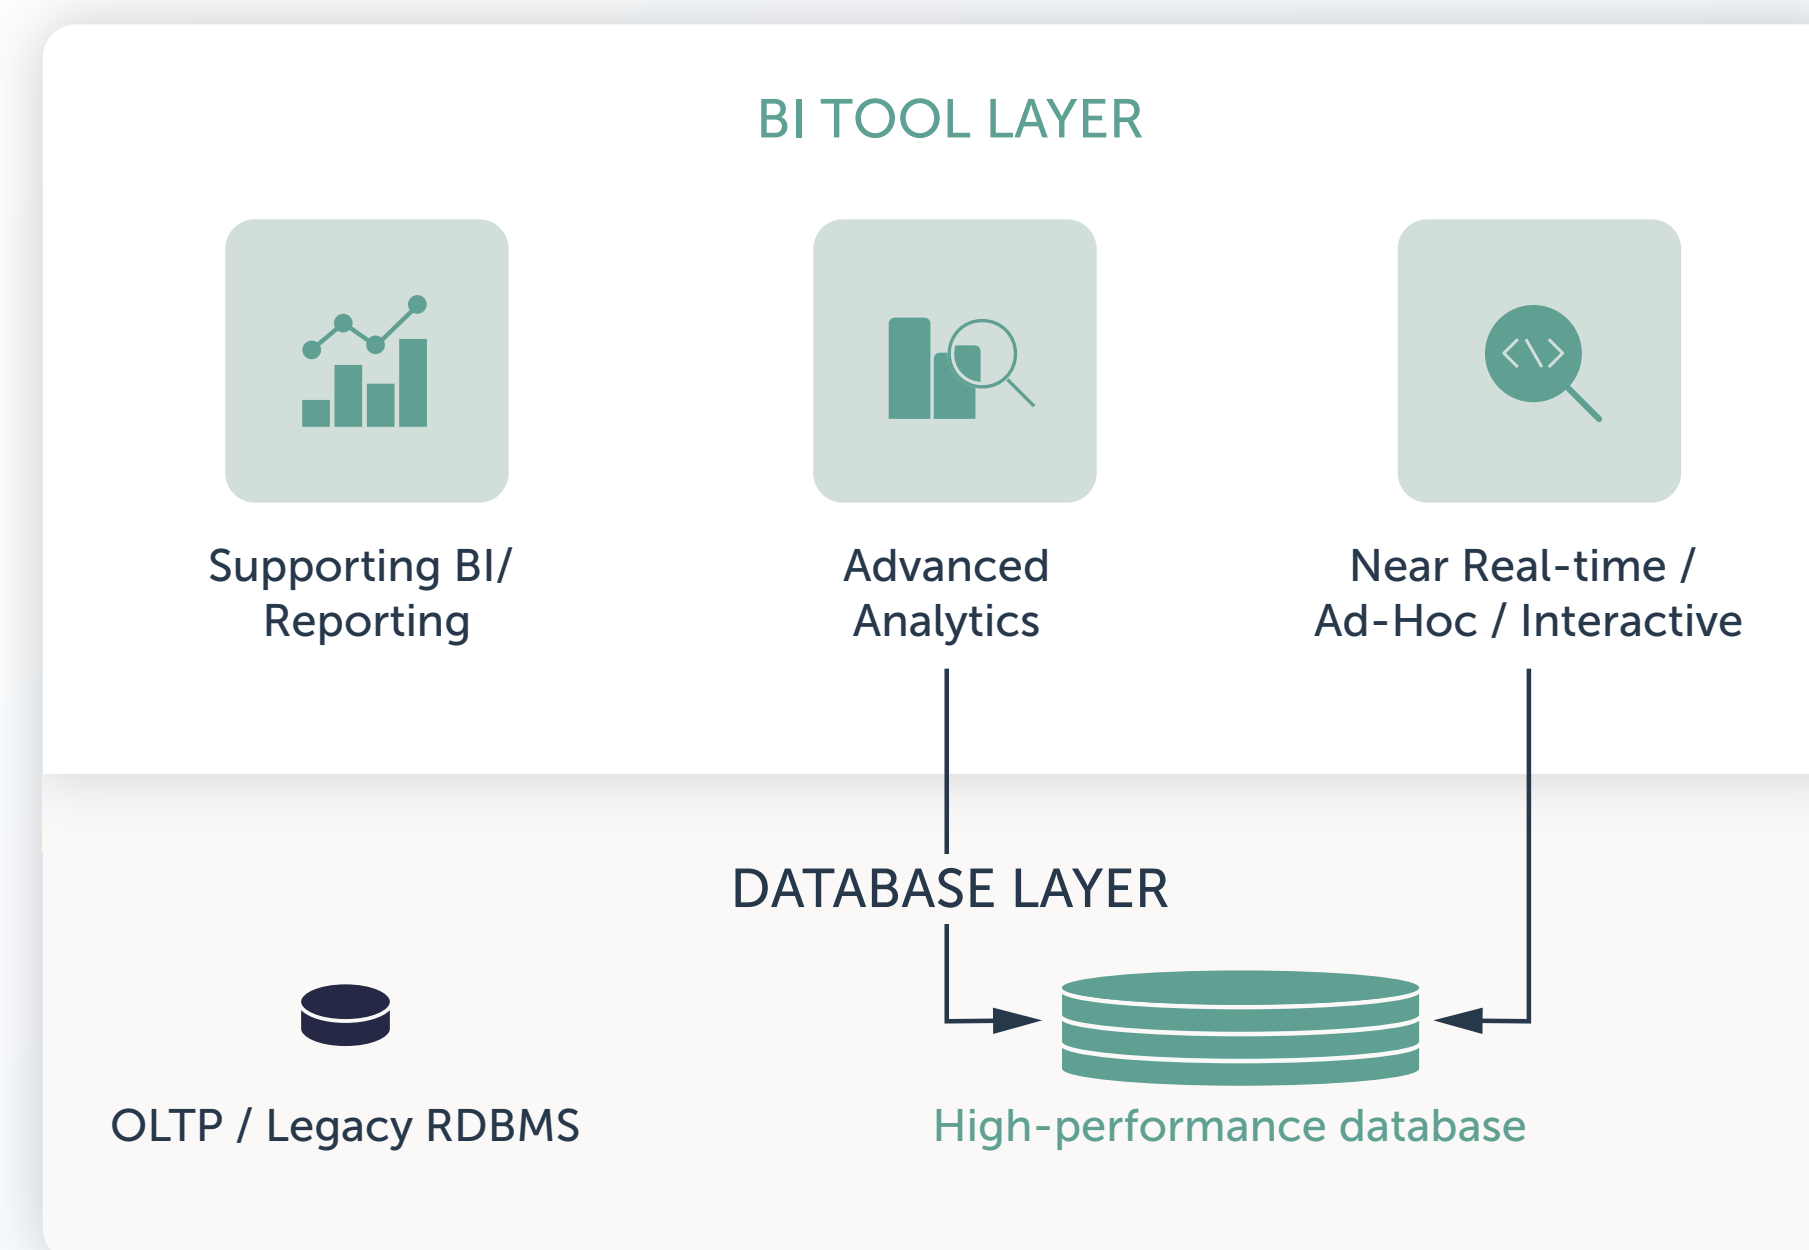 BI TOOL LAYER
Supporting BI/
Reporting
Advanced
Analytics
Near Real-time /
Ad-Hoc / Interactive
DATABASE LAYER
OLTP / Legacy RDBMS
High-performance database